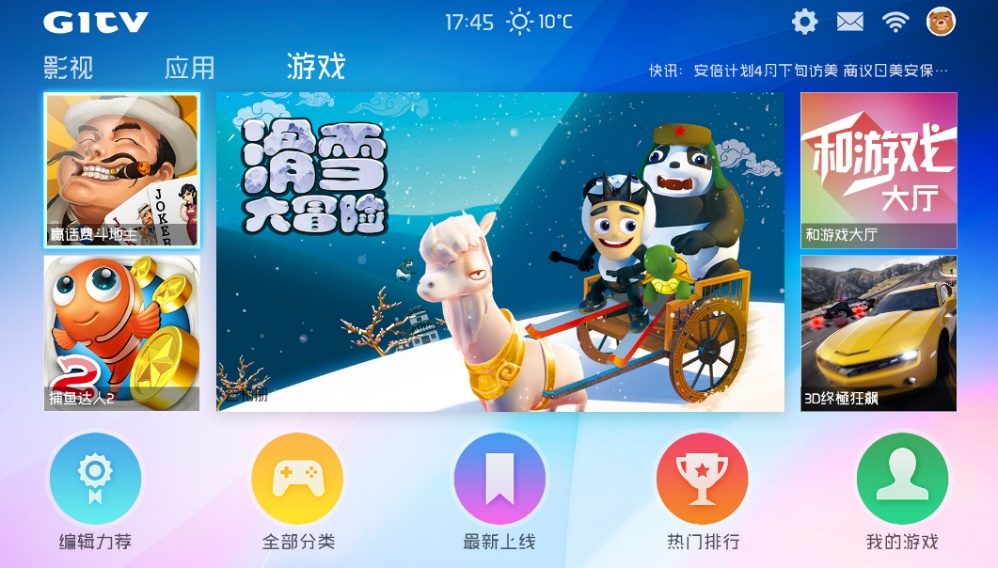 GITV
17:45
10℃
影视
应用
游戏
快讯：安倍计划4月下旬访美 商议日美安保…
滑雪
大冒险
JOKER
赢话费斗地主
和游戏
大厅
和游戏大厅
2
捕鱼达人2
3D终極狂飙
编辑力荐
全部分类
最新上线
热门排行
我的游戏